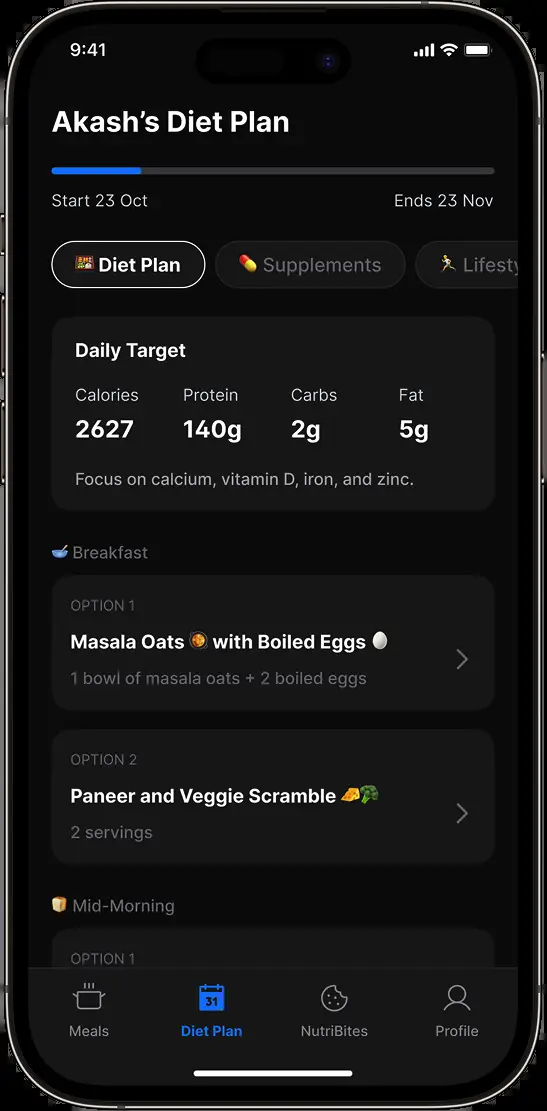 9:41
Akash’s Diet Plan
Start 23 Oct Ends 23 Nov
Diet Plan Supplements Lifesty
Daily Target
Calories Protein Carbs Fat
2627 140g 2g 5g
Focus on calcium, vitamin D, iron, and zinc.
Breakfast
OPTION 1
Masala Oats 🥘 with Boiled Eggs 🥚
1 bowl of masala oats + 2 boiled eggs
OPTION 2
Paneer and Veggie Scramble 🧀🥦
2 servings
🍞 Mid-Morning
OPTION 1
31
Meals Diet Plan NutriBites Profile